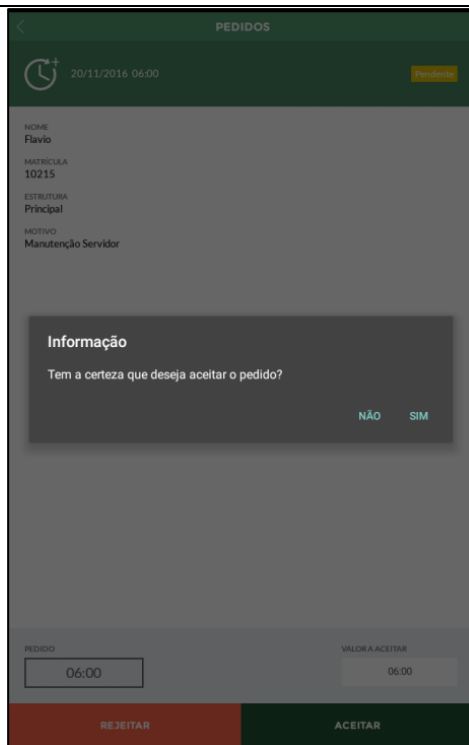 PEDIDOS
20/11/2016 06:00
Pendente
NOME
Flavio
MATRÍCULA
10215
ESTRUTURA
Principal
MOTIVO
Manutenção Servidor
Informação
Tem a certeza que deseja aceitar o pedido?
NÃO SIM
PEDIDO VALOR A ACEITAR
06:00 06:00
REJEITAR ACEITAR